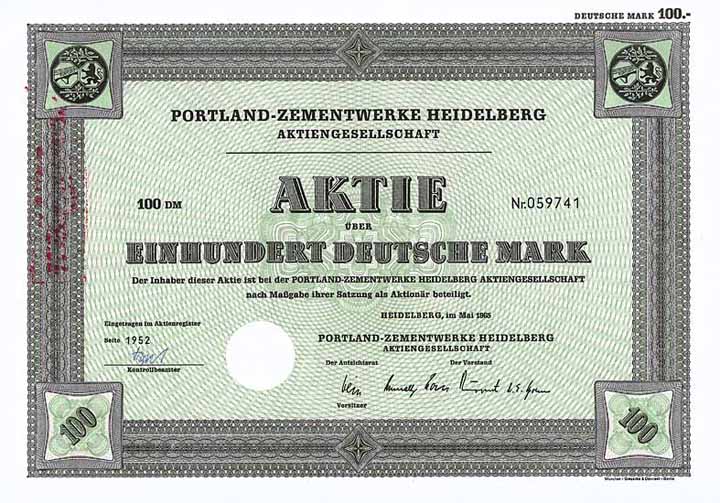 DEUTSCHE MARK 100.-
PORTLAND-ZEMENTWERKE HEIDELBERG
AKTIENGESELLSCHAFT
AKTIE
100 DM
Nr. 059741
ÜBER
EINHUNDERT DEUTSCHE MARK
Der Inhaber dieser Aktie ist bei der PORTLAND-ZEMENTWERKE HEIDELBERG AKTIENGESELLSCHAFT
nach Maßgabe ihrer Satzung als Aktionär beteiligt.
HEIDELBERG, im Mai 1965
Eingetragen im Aktienregister
Seite 1952
Kontrollbeamter
PORTLAND-ZEMENTWERKE HEIDELBERG
AKTIENGESELLSCHAFT
Der Aufsichtsrat Der Vorstand
Vorsitzer
100
100